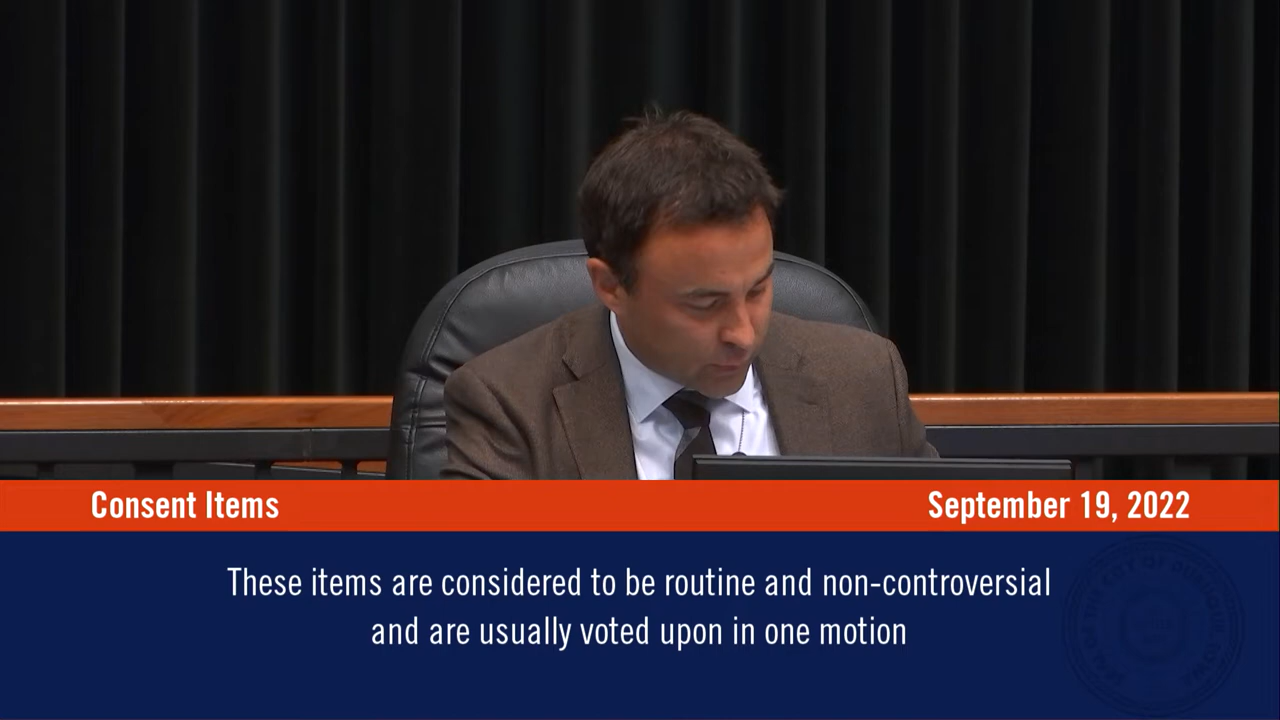 Consent Items
September 19, 2022
These items are considered to be routine and non-controversial
and are usually voted upon in one motion